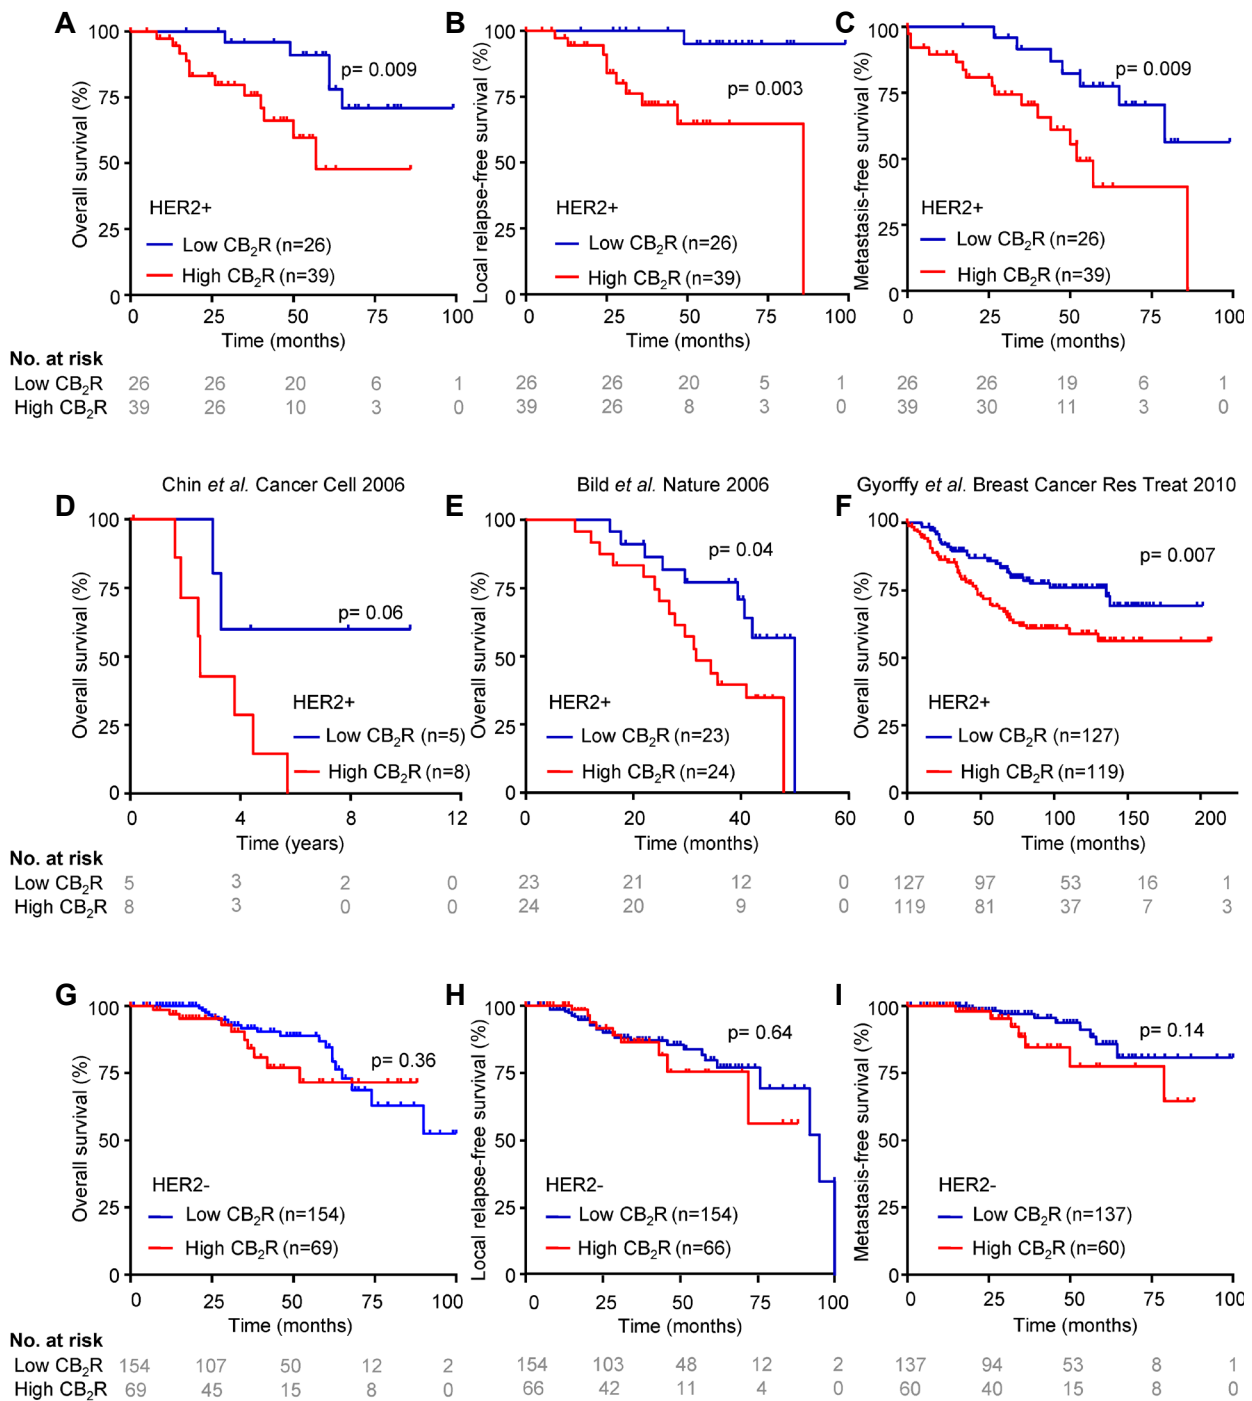 A
B
C
Overall survival (%)
100
75
50
25
0
p= 0.009
HER2+
Low CB₂R (n=26)
High CB₂R (n=39)
0 25 50 75 100
Time (months)
Local relapse-free survival (%)
100
75
50
25
0
p= 0.003
HER2+
Low CB₂R (n=26)
High CB₂R (n=39)
0 25 50 75 100
Time (months)
Metastasis-free survival (%)
100
75
50
25
0
p= 0.009
HER2+
Low CB₂R (n=26)
High CB₂R (n=39)
0 25 50 75 100
Time (months)
No. at risk
Low CB₂R 26 26 20 6 1 26 26 20 5 1 26 26 19 6 1
High CB₂R 39 26 10 3 0 39 26 8 3 0 39 30 11 3 0
Chin et al. Cancer Cell 2006
Bild et al. Nature 2006
Gyorffy et al. Breast Cancer Res Treat 2010
D
E
F
Overall survival (%)
100
75
50
25
0
p= 0.06
HER2+
Low CB₂R (n=5)
High CB₂R (n=8)
0 4 8 12
Time (years)
Overall survival (%)
100
75
50
25
0
p= 0.04
HER2+
Low CB₂R (n=23)
High CB₂R (n=24)
0 20 40 60
Time (months)
Overall survival (%)
100
75
50
25
0
p= 0.007
HER2+
Low CB₂R (n=127)
High CB₂R (n=119)
0 50 100 150 200
Time (months)
No. at risk
Low CB₂R 5 3 2 0 23 21 12 0 127 97 53 16 1
High CB₂R 8 3 0 0 24 20 9 0 119 81 37 7 3
G
H
I
Overall survival (%)
100
75
50
25
0
p= 0.36
HER2-
Low CB₂R (n=154)
High CB₂R (n=69)
0 25 50 75 100
Time (months)
Local relapse-free survival (%)
100
75
50
25
0
p= 0.64
HER2-
Low CB₂R (n=154)
High CB₂R (n=66)
0 25 50 75 100
Time (months)
Metastasis-free survival (%)
100
75
50
25
0
p= 0.14
HER2-
Low CB₂R (n=137)
High CB₂R (n=60)
0 25 50 75 100
Time (months)
No. at risk
Low CB₂R 154 107 50 12 2 154 103 48 12 2 137 94 53 8 1
High CB₂R 69 45 15 8 0 66 42 11 4 0 60 40 15 8 0